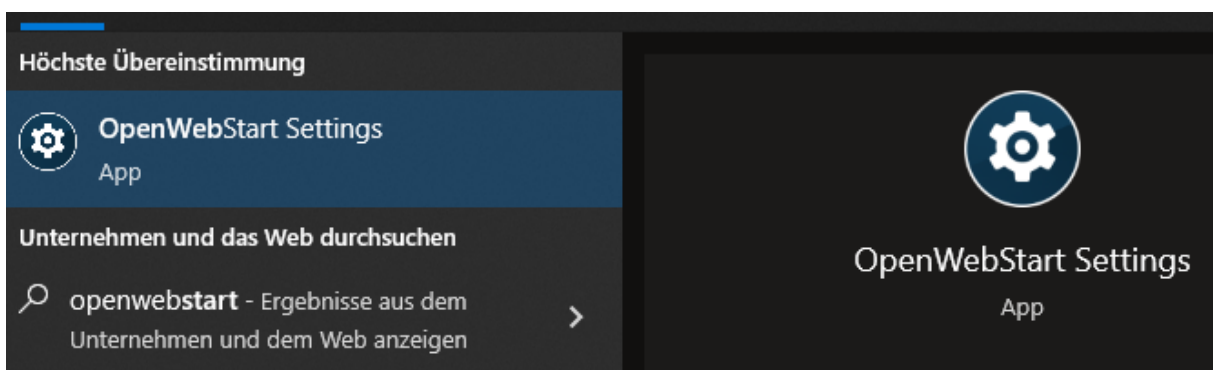 Höchste Übereinstimmung
OpenWebStart Settings
App
Unternehmen und das Web durchsuchen
openwebstart - Ergebnisse aus dem
Unternehmen und dem Web anzeigen
OpenWebStart Settings
App